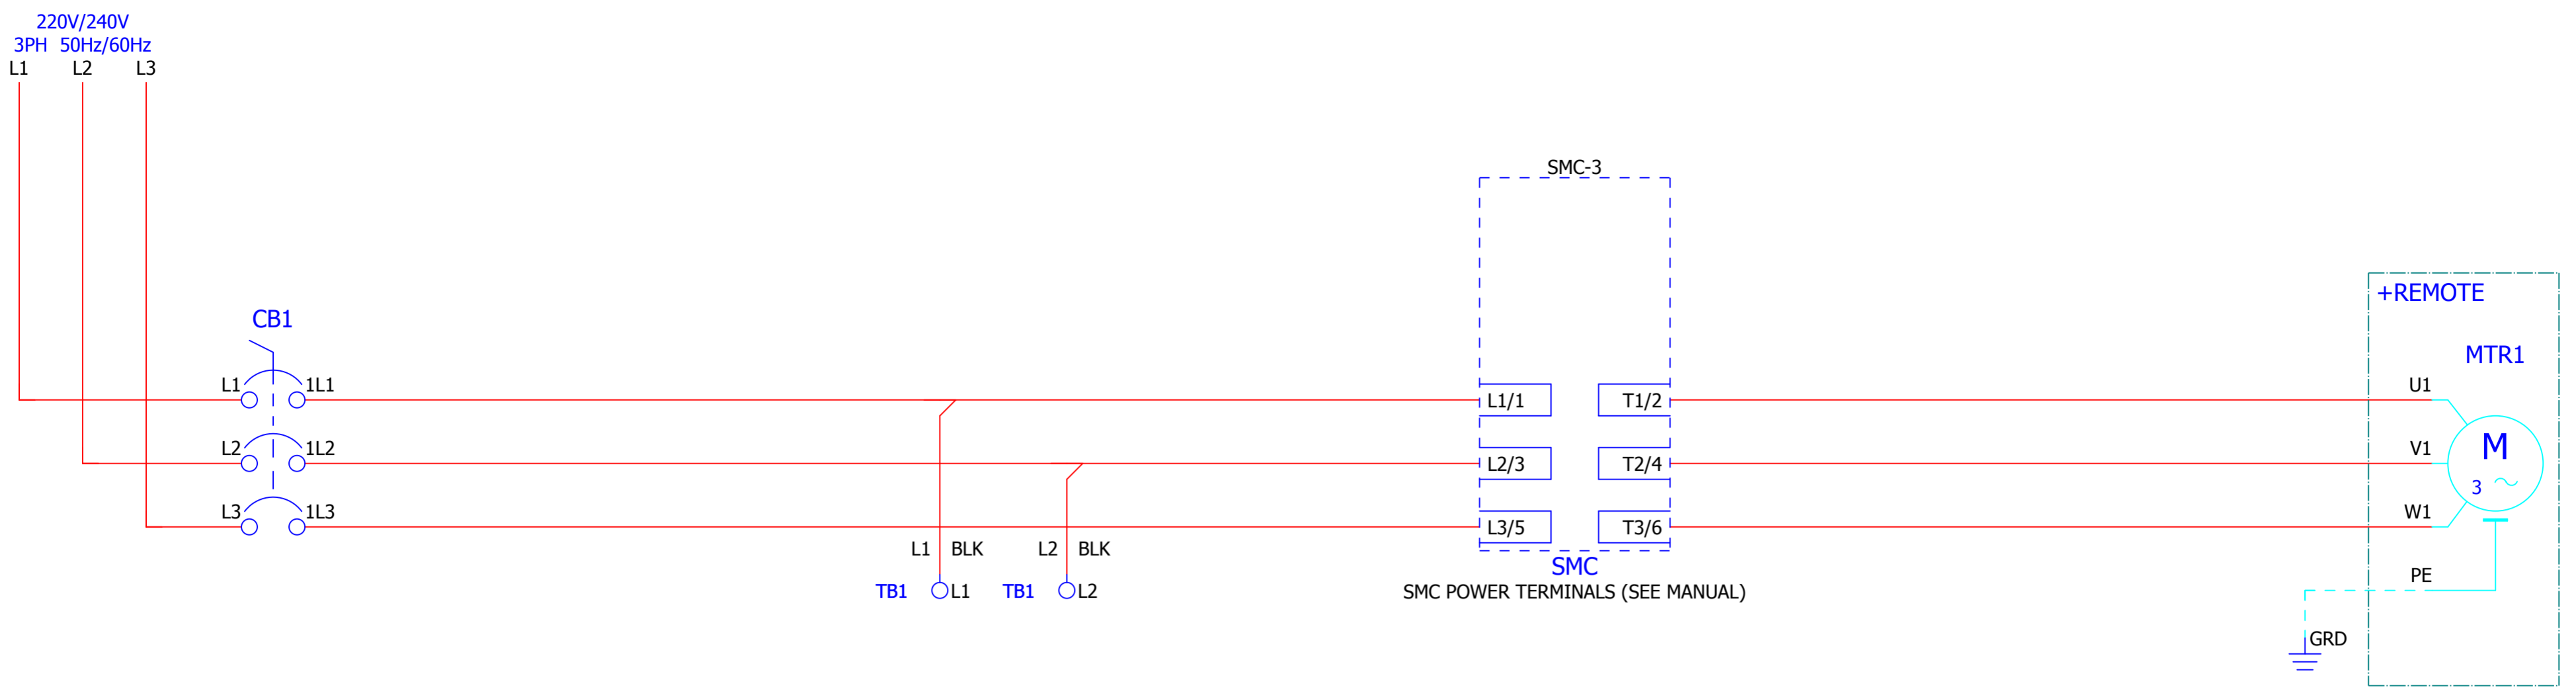 220V/240V
3PH 50Hz/60Hz
L1 L2 L3
SMC-3
+REMOTE
CB1
MTR1
L1 1L1
L1/1 T1/2
U1
L2 1L2
L2/3 T2/4
V1
M
3
L3 1L3
L3/5 T3/6
W1
L1 BLK L2 BLK
SMC
PE
TB1 L1 TB1 L2
SMC POWER TERMINALS (SEE MANUAL)
GRD